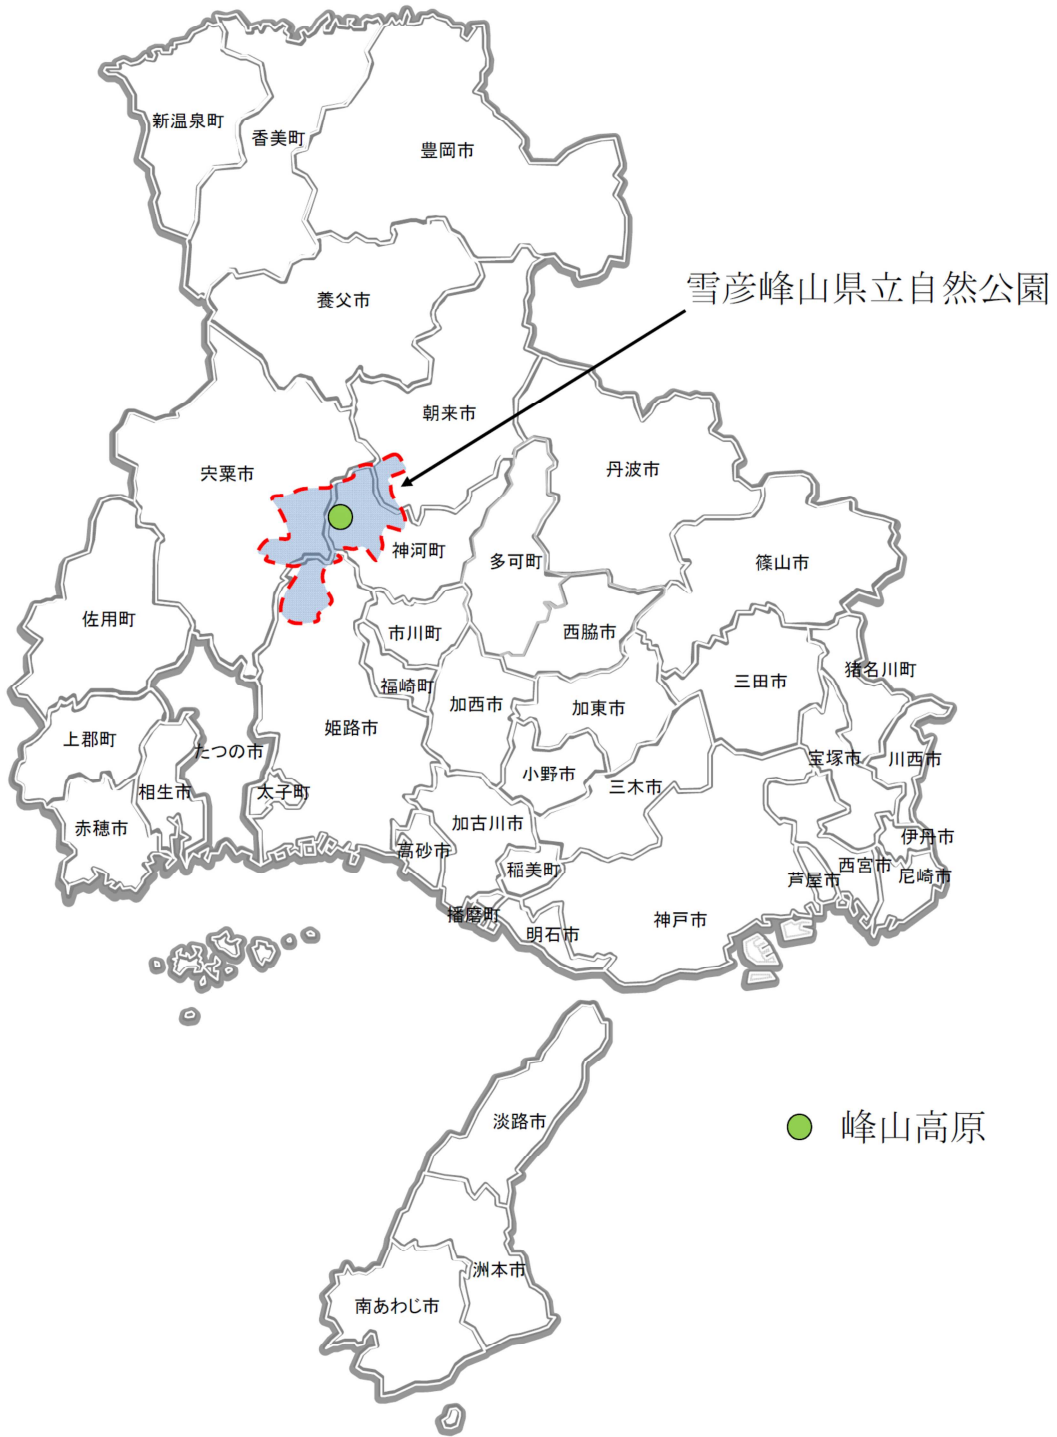 新温泉町
香美町
豊岡市
養父市
雪彦峰山県立自然公園
朝来市
宍粟市
丹波市
神河町
多可町
篠山市
佐用町
市川町
西脇市
猪名川町
三田市
福崎町
加西市
加東市
姫路市
上郡町
たつの市
宝塚市
川西市
小野市
三木市
相生市
太子町
赤穂市
加古川市
伊丹市
高砂市
稲美町
西宮市
芦屋市
尼崎市
播磨町
神戸市
明石市
淡路市
峰山高原
洲本市
南あわじ市